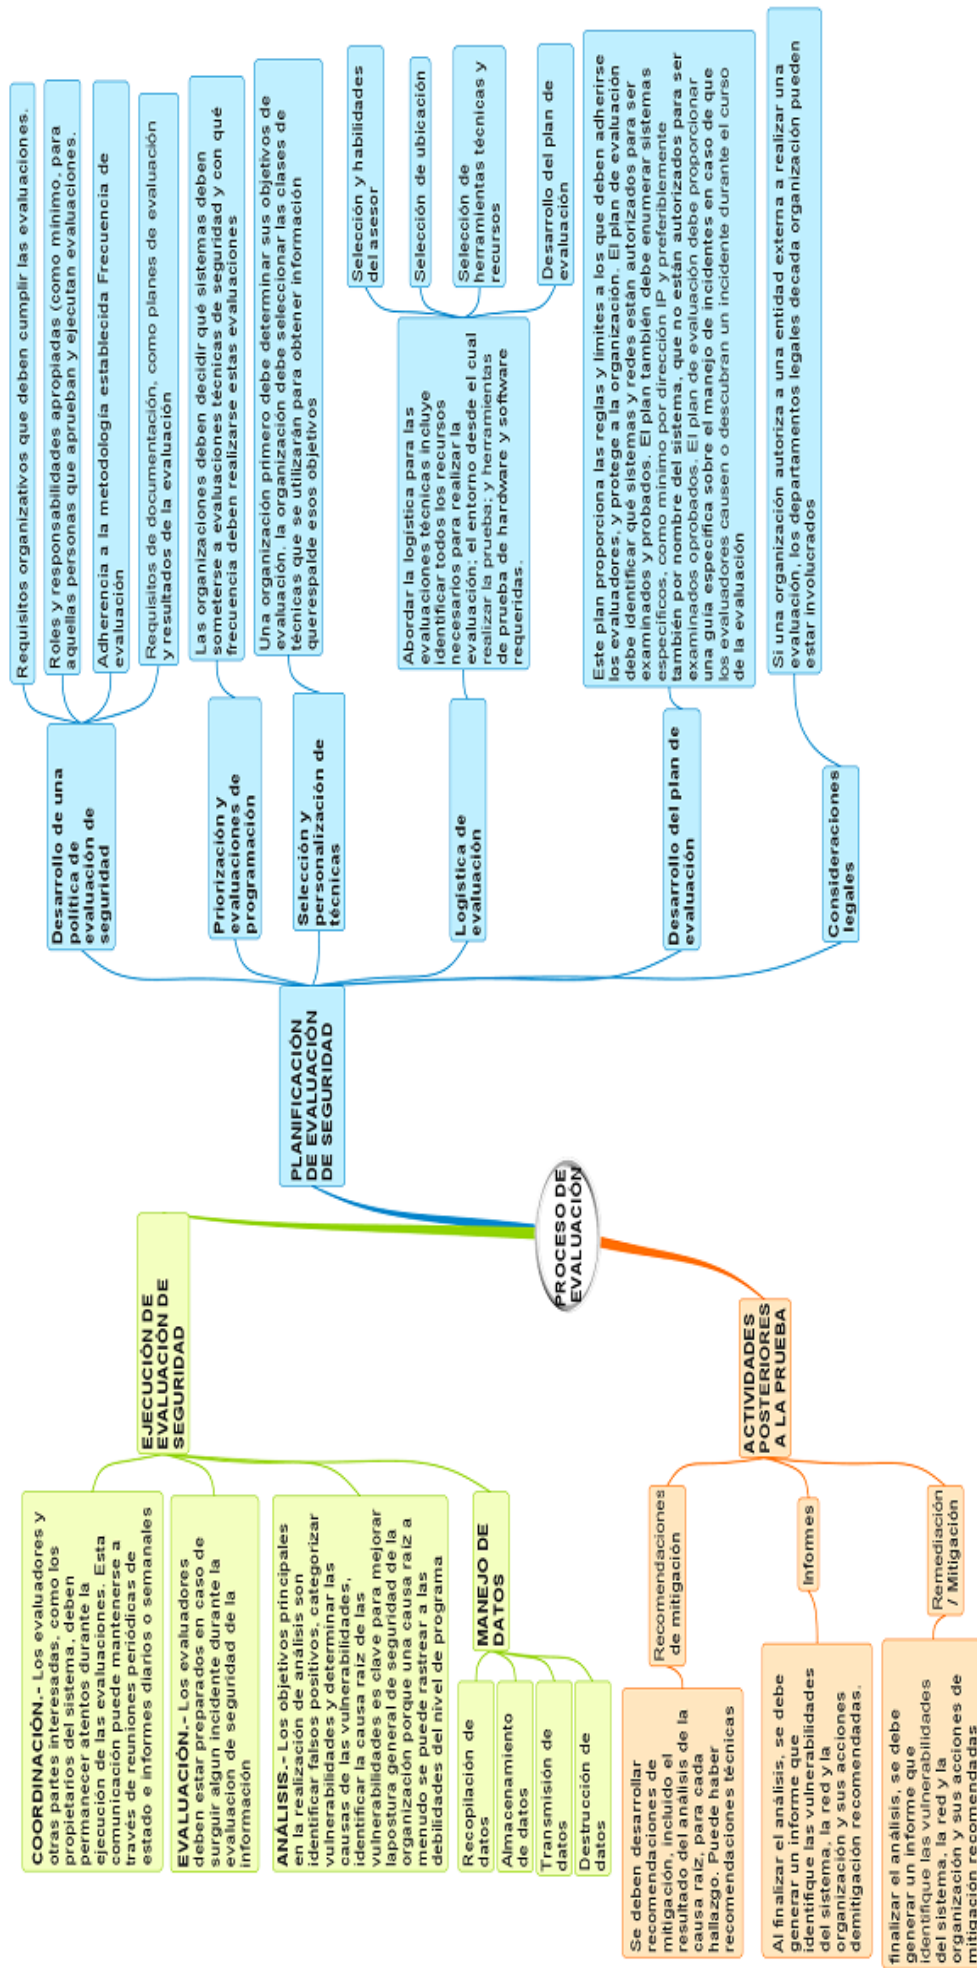 PROCESO DE
EVALUACIÓN
PLANIFICACIÓN
DE EVALUACIÓN
DE SEGURIDAD
Desarrollo de una
política de
evaluación de
seguridad
Requisitos organizativos que deben cumplir las evaluaciones.
Roles y responsabilidades apropiadas (como mínimo, para
aquellas personas que aprueban y ejecutan evaluaciones.
Adherencia a la metodología establecida Frecuencia de
evaluación
Requisitos de documentación, como planes de evaluación
y resultados de la evaluación
Priorización y
evaluaciones de
programación
Las organizaciones deben decidir qué sistemas deben
someterse a evaluaciones técnicas de seguridad y con qué
frecuencia deben realizarse estas evaluaciones
Selección y
personalización de
técnicas
Una organización primero debe determinar sus objetivos de
evaluación, la organización debe seleccionar las clases de
técnicas que se utilizarán para obtener información
querespalde esos objetivos
Logística de
evaluación
Abordar la logística para las
evaluaciones técnicas incluye
identificar todos los recursos
necesarios para realizar la
evaluación; el entorno desde el cual
realizar la prueba; y herramientas
de prueba de hardware y software
requeridas.
Selección y habilidades
del asesor
Selección de ubicación
Selección de
herramientas técnicas y
recursos
Desarrollo del plan de
evaluación
Desarrollo del plan de
evaluación
Este plan proporciona las reglas y límites a los que deben adherirse
los evaluadores, y protege a la organización. El plan de evaluación
debe identificar qué sistemas y redes están autorizados para ser
examinados y probados. El plan también debe enumerar sistemas
específicos, como mínimo por dirección IP y preferiblemente
también por nombre del sistema, que no están autorizados para ser
examinados oprobados. El plan de evaluación debe proporcionar
una guía específica sobre el manejo de incidentes en caso de que
los evaluadores causen o descubran un incidente durante el curso
de la evaluación
Consideraciones
legales
Si una organización autoriza a una entidad externa a realizar una
evaluación, los departamentos legales decada organización pueden
estar involucrados
EJECUCIÓN DE
EVALUACIÓN DE
SEGURIDAD
COORDINACIÓN.- Los evaluadores y
otras partes interesadas, como los
propietarios del sistema, deben
permanecer atentos durante la
ejecución de las evaluaciones. Esta
comunicación puede mantenerse a
través de reuniones periódicas de
estado e informes diarios o semanales
EVALUACIÓN.- Los evaluadores
deben estar preparados en caso de
surguir algun incidente durante la
evaluacion de seguridad de la
información
ANÁLISIS.- Los objetivos principales
en la realización de análisis son
identificar falsos positivos, categorizar
vulnerabilidades y determinar las
causas de las vulnerabilidades,
identificar la causa raíz de las
vulnerabilidades es clave para mejorar
lapostura general de seguridad de la
organización porque una causa raíz a
menudo se puede rastrear a las
debilidades del nivel de programa
MANEJO DE
DATOS
Recopilación de
datos
Almacenamiento
de datos
Transmisión de
datos
Destrucción de
datos
ACTIVIDADES
POSTERIORES
A LA PRUEBA
Recomendaciones
de mitigación
Se deben desarrollar
recomendaciones de
mitigación, incluido el
resultado del análisis de la
causa raíz, para cada
hallazgo. Puede haber
recomendaciones técnicas
Informes
Al finalizar el análisis, se debe
generar un informe que
identifique las vulnerabilidades
del sistema, la red y la
organización y sus acciones
demitigación recomendadas.
Remediación
/ Mitigación
finalizar el análisis, se debe
generar un informe que
identifique las vulnerabilidades
del sistema, la red y la
organización y sus acciones de
mitigación recomendadas